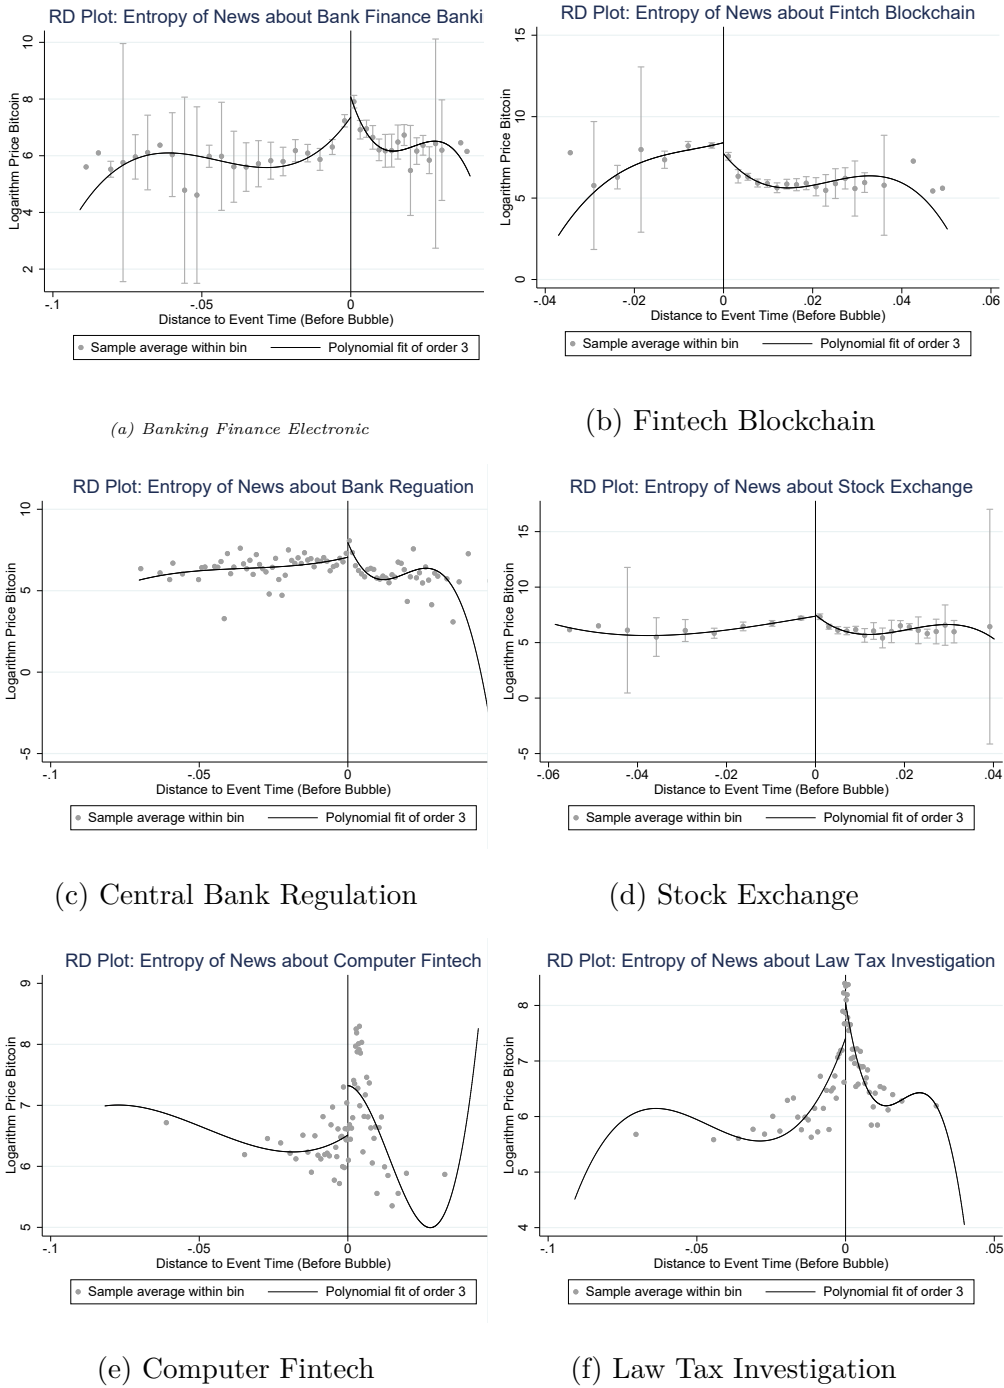 RD Plot: Entropy of News about Bank Finance Banki
Logarithm Price Bitcoin
10
8
6
4
2
-.1
-.05
0
Distance to Event Time (Before Bubble)
Sample average within bin
Polynomial fit of order 3
(a) Banking Finance Electronic
RD Plot: Entropy of News about Fintch Blockchain
Logarithm Price Bitcoin
15
10
5
0
-.04
-.02
0
.02
.04
.06
Distance to Event Time (Before Bubble)
Sample average within bin
Polynomial fit of order 3
(b) Fintech Blockchain
RD Plot: Entropy of News about Bank Reguation
Logarithm Price Bitcoin
10
5
0
-5
-.1
-.05
0
Distance to Event Time (Before Bubble)
Sample average within bin
Polynomial fit of order 3
(c) Central Bank Regulation
RD Plot: Entropy of News about Stock Exchange
Logarithm Price Bitcoin
15
10
5
0
-5
-.06
-.04
-.02
0
.02
.04
Distance to Event Time (Before Bubble)
Sample average within bin
Polynomial fit of order 3
(d) Stock Exchange
RD Plot: Entropy of News about Computer Fintech
Logarithm Price Bitcoin
9
8
7
6
5
-.1
-.05
0
Distance to Event Time (Before Bubble)
Sample average within bin
Polynomial fit of order 3
(e) Computer Fintech
RD Plot: Entropy of News about Law Tax Investigation
Logarithm Price Bitcoin
8
7
6
5
4
-.1
-.05
0
.05
Distance to Event Time (Before Bubble)
Sample average within bin
Polynomial fit of order 3
(f) Law Tax Investigation